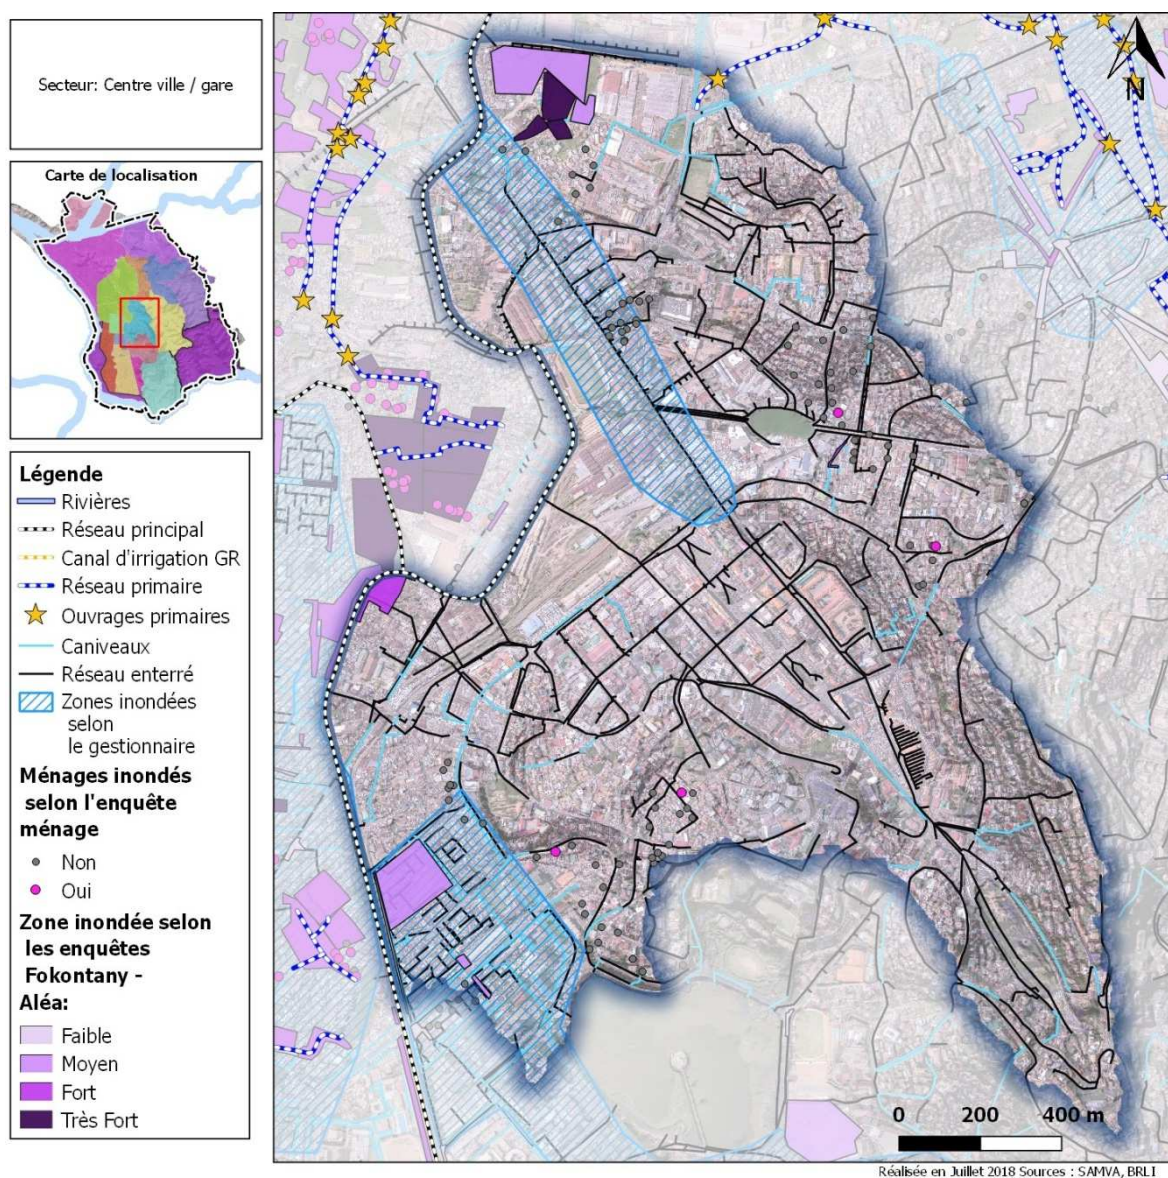 Secteur: Centre ville / gare
Carte de localisation
Légende
Rivières
Réseau principal
Canal d'irrigation GR
Réseau primaire
Ouvrages primaires
Caniveaux
Réseau enterré
Zones inondées
selon
le gestionnaire
Ménages inondés
selon l'enquête
ménage
Non
Oui
Zone inondée selon
les enquêtes
Fokontany -
Aléa:
Faible
Moyen
Fort
Très Fort
N
0 200 400 m
Réalisée en Juillet 2018 Sources : SAMVA, BRLI